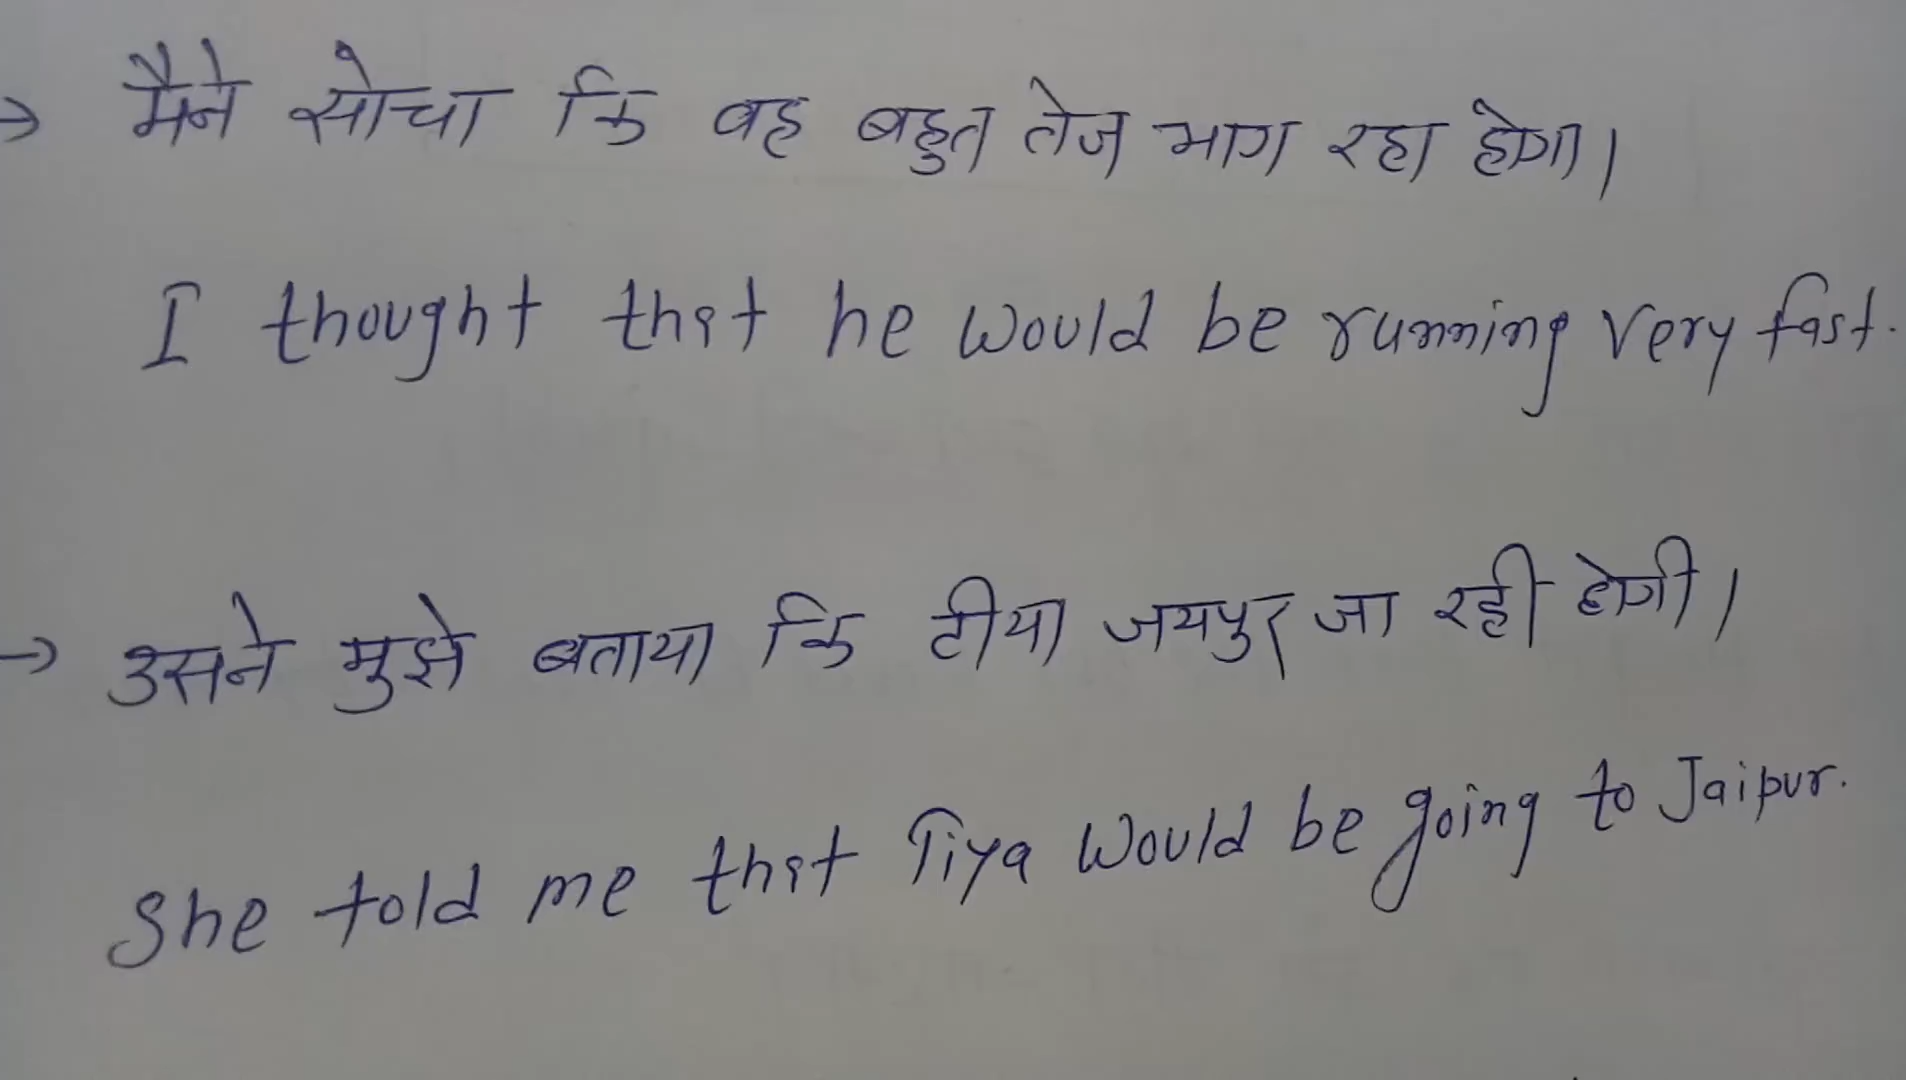 → मैने सोचा कि वह बहुत तेज भाग रहा होगा।
I thought that he would be running very fast.
→ उसने मुझे बताया कि टीया जयपुर जा रही होगी।
She told me that Tiya would be going to Jaipur.